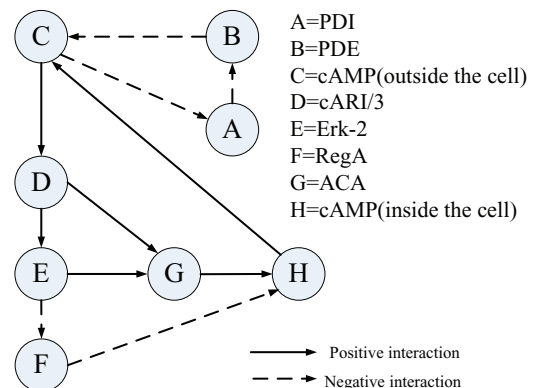 C
B
A
D
E
G
H
F
A=PDI
B=PDE
C=cAMP(outside the cell)
D=cARI/3
E=Erk-2
F=RegA
G=ACA
H=cAMP(inside the cell)
Positive interaction
Negative interaction